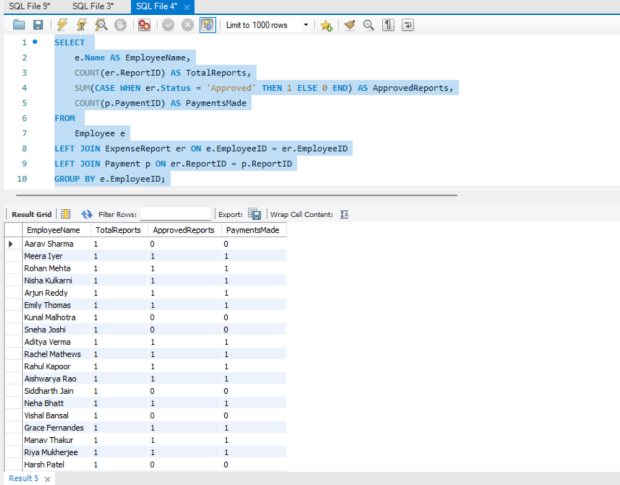 SQL File 9* SQL File 3* SQL File 4*
Limit to 1000 rows
1 SELECT
2 e.Name AS EmployeeName,
3 COUNT(er.ReportID) AS TotalReports,
4 SUM(CASE WHEN er.Status = 'Approved' THEN 1 ELSE 0 END) AS ApprovedReports,
5 COUNT(p.PaymentID) AS PaymentsMade
6 FROM
7 Employee e
8 LEFT JOIN ExpenseReport er ON e.EmployeeID = er.EmployeeID
9 LEFT JOIN Payment p ON er.ReportID = p.ReportID
10 GROUP BY e.EmployeeID;
Result Grid Filter Rows: Export: Wrap Cell Content:
EmployeeName TotalReports ApprovedReports PaymentsMade
Aarav Sharma 1 0 0
Meera Iyer 1 1 1
Rohan Mehta 1 1 1
Nisha Kulkarni 1 1 1
Arjun Reddy 1 1 1
Emily Thomas 1 1 1
Kunal Malhotra 1 0 0
Sneha Joshi 1 0 0
Aditya Verma 1 1 1
Rachel Mathews 1 1 1
Rahul Kapoor 1 1 1
Aishwarya Rao 1 1 1
Siddharth Jain 1 0 0
Neha Bhatt 1 1 1
Vishal Bansal 1 0 0
Grace Fernandes 1 1 1
Manav Thakur 1 1 1
Riya Mukherjee 1 1 1
Harsh Patel 1 0 0
Result 5